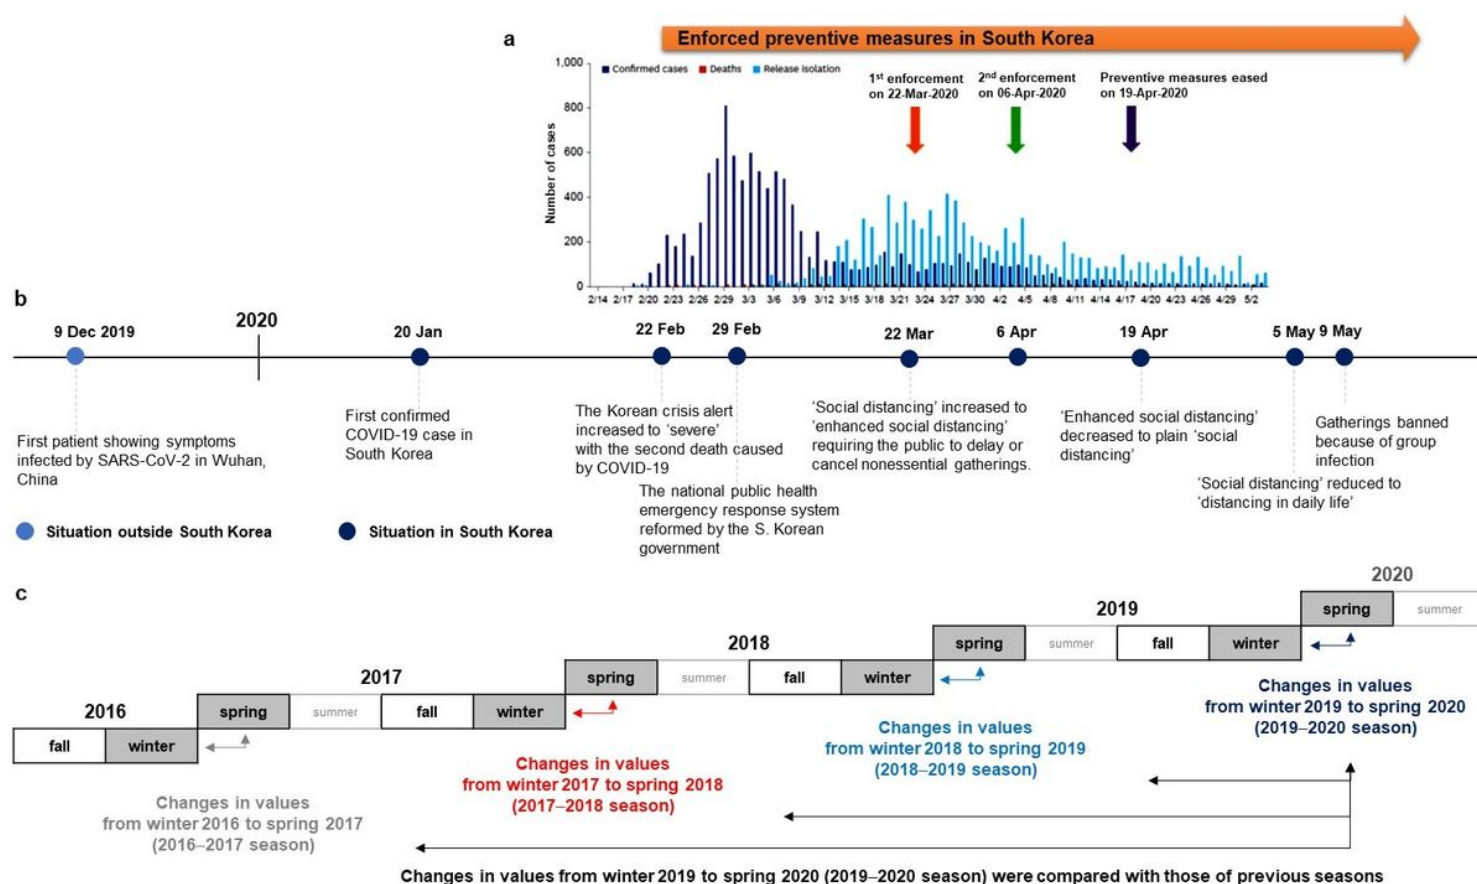 a
Enforced preventive measures in South Korea
Number of cases
1,000
800
600
400
200
0
Confirmed cases Deaths Release isolation
1st enforcement
on 22-Mar-2020
2nd enforcement
on 06-Apr-2020
Preventive measures eased
on 19-Apr-2020
2/14 2/17 2/20 2/23 2/26 2/29 3/3 3/6 3/9 3/12 3/15 3/18 3/21 3/24 3/27 3/30 4/2 4/5 4/8 4/11 4/14 4/17 4/20 4/23 4/26 4/29 5/2
b
9 Dec 2019
2020
20 Jan
22 Feb
29 Feb
22 Mar
6 Apr
19 Apr
5 May
9 May
First patient showing symptoms
infected by SARS-CoV-2 in Wuhan,
China
First confirmed
COVID-19 case in
South Korea
The Korean crisis alert
increased to ‘severe’
with the second death caused
by COVID-19
The national public health
emergency response system
reformed by the S. Korean
government
‘Social distancing’ increased to
‘enhanced social distancing’
requiring the public to delay or
cancel nonessential gatherings.
‘Enhanced social distancing’
decreased to plain ‘social
distancing’
‘Social distancing’ reduced to
‘distancing in daily life’
Gatherings banned
because of group
infection
Situation outside South Korea
Situation in South Korea
c
2016
fall winter
2017
spring summer fall winter
2018
spring summer fall winter
2019
spring summer fall winter
2020
spring summer
Changes in values
from winter 2016 to spring 2017
(2016–2017 season)
Changes in values
from winter 2017 to spring 2018
(2017–2018 season)
Changes in values
from winter 2018 to spring 2019
(2018–2019 season)
Changes in values
from winter 2019 to spring 2020
(2019–2020 season)
Changes in values from winter 2019 to spring 2020 (2019–2020 season) were compared with those of previous seasons